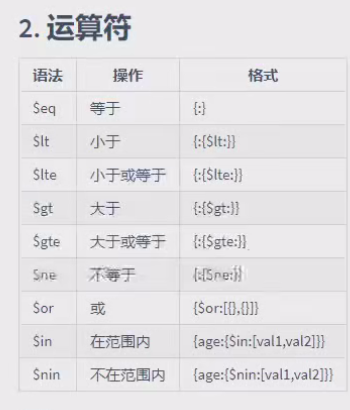 2. 运算符
语法 操作 格式
$eq 等于 {:}
$lt 小于 {:{$lt:}}
$lte 小于或等于 {:{$lte:}}
$gt 大于 {:{$gt:}}
$gte 大于或等于 {:{$gte:}}
$ne 不等于 {:{$ne:}}
$or 或 {$or:[{},{}]}
$in 在范围内 {age:{$in:[val1,val2]}}
$nin 不在范围内 {age:{$nin:[val1,val2]}}